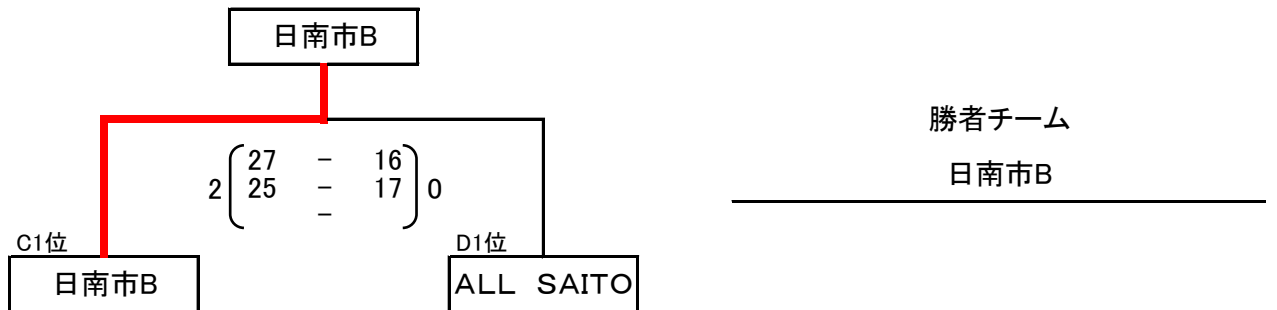 日南市B
勝者チーム
日南市B
27 - 16
2 25 - 17 0
-
C1位 D1位
日南市B ALL SAITO